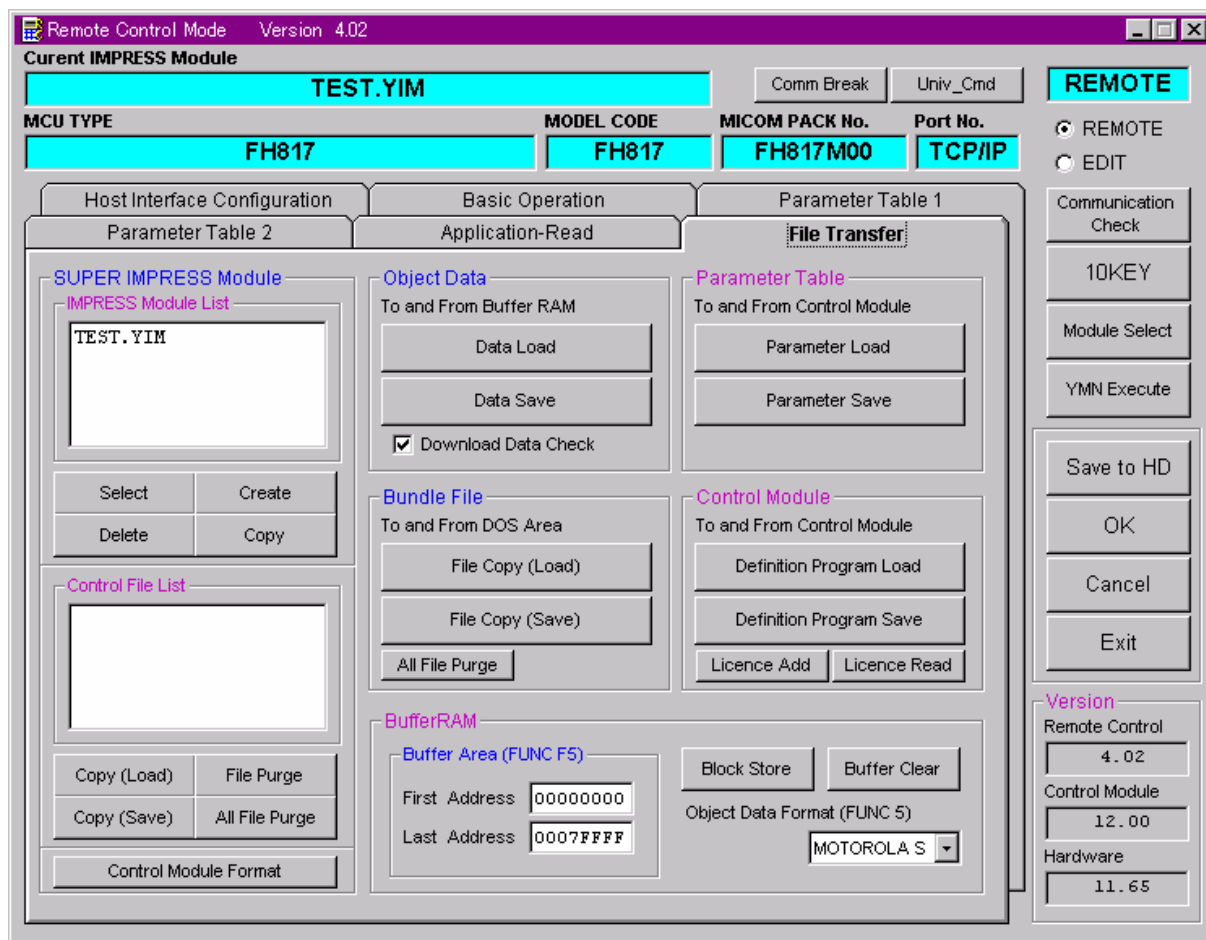 Remote Control Mode Version 4.02
Curent IMPRESS Module
TEST.YIM
Comm Break
Univ_Cmd
REMOTE
MCU TYPE
MODEL CODE
MICOM PACK No.
Port No.
FH817
FH817
FH817M00
TCP/IP
REMOTE
EDIT
Host Interface Configuration
Basic Operation
Parameter Table 1
Parameter Table 2
Application-Read
File Transfer
SUPER IMPRESS Module
IMPRESS Module List
TEST.YIM
Select
Create
Delete
Copy
Control File List
Copy (Load)
File Purge
Copy (Save)
All File Purge
Control Module Format
Object Data
To and From Buffer RAM
Data Load
Data Save
Download Data Check
Parameter Table
To and From Control Module
Parameter Load
Parameter Save
Bundle File
To and From DOS Area
File Copy (Load)
File Copy (Save)
All File Purge
Control Module
To and From Control Module
Definition Program Load
Definition Program Save
Licence Add
Licence Read
BufferRAM
Buffer Area (FUNC F5)
First Address 00000000
Last Address 0007FFFF
Block Store
Buffer Clear
Object Data Format (FUNC 5)
MOTOROLA S
Communication
Check
10KEY
Module Select
YMN Execute
Save to HD
OK
Cancel
Exit
Version
Remote Control
4.02
Control Module
12.00
Hardware
11.65